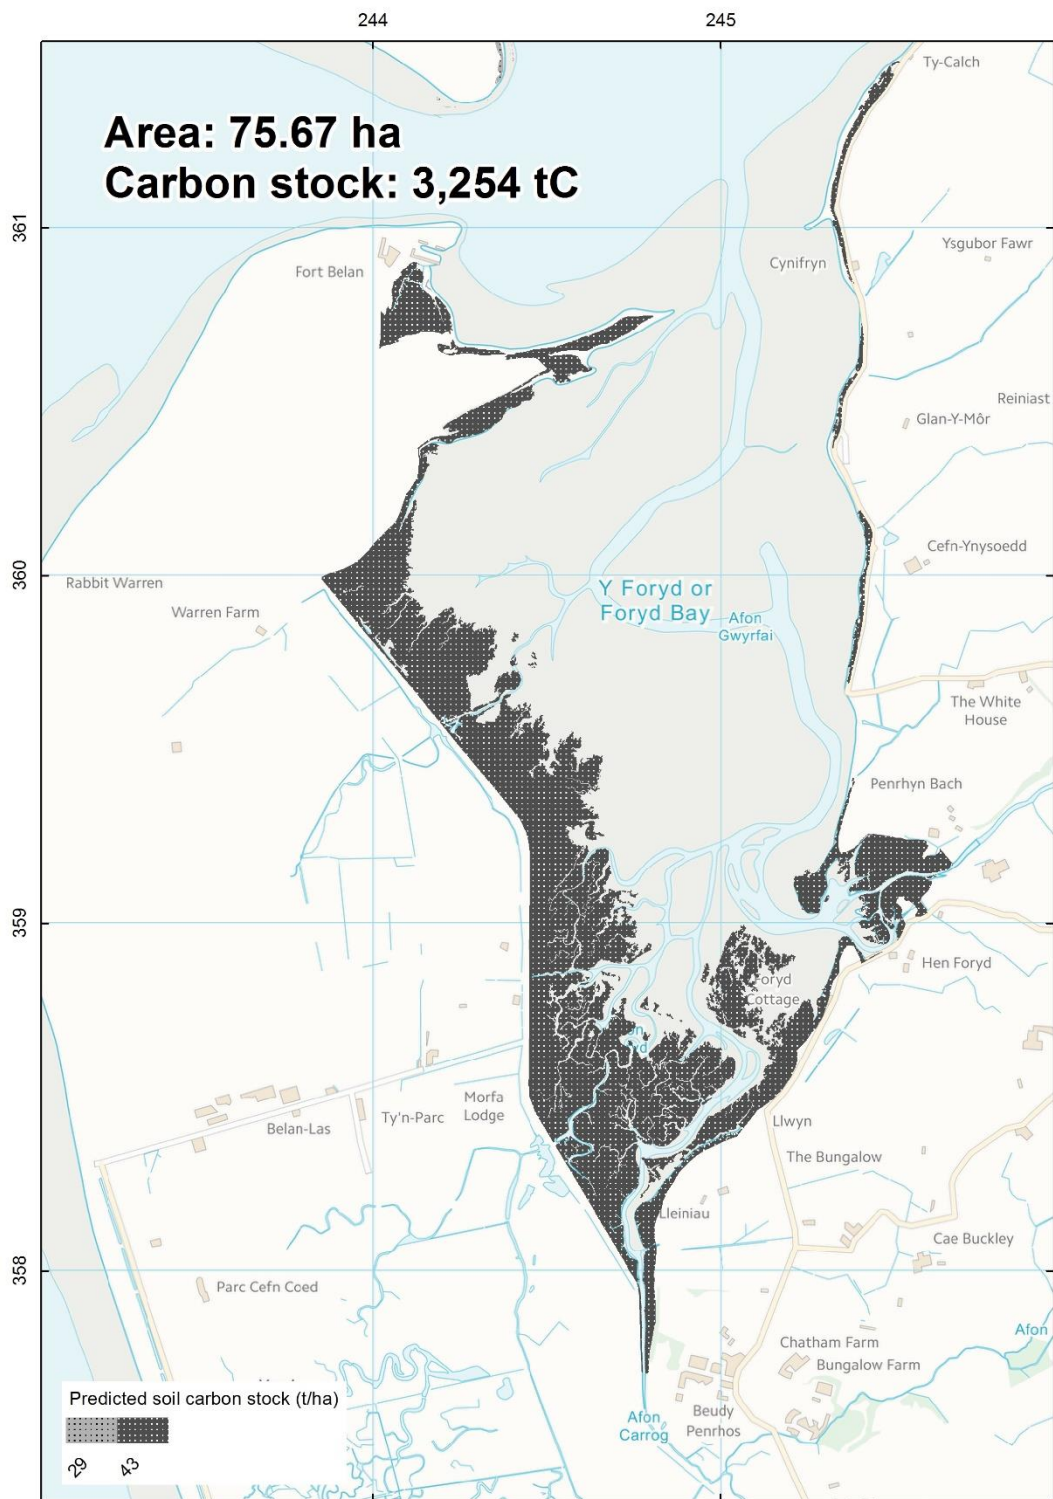 244
245
Ty-Calch
Area: 75.67 ha
Carbon stock: 3,254 tC
361
Ysgubor Fawr
Cynifryn
Fort Belan
Reiniast
Glan-Y-Môr
Cefn-Ynysoedd
360
Rabbit Warren
Y Foryd or
Foryd Bay
Warren Farm
Afon
Gwyrfai
The White
House
Penrhyn Bach
359
Hen Foryd
Foryd
Cottage
Morfa
Lodge
Ty'n-Parc
Belan-Las
Llwyn
The Bungalow
Lleiniau
Cae Buckley
358
Parc Cefn Coed
Afon
Chatham Farm
Bungalow Farm
Predicted soil carbon stock (t/ha)
29
43
Afon
Carrog
Beudy
Penrhos